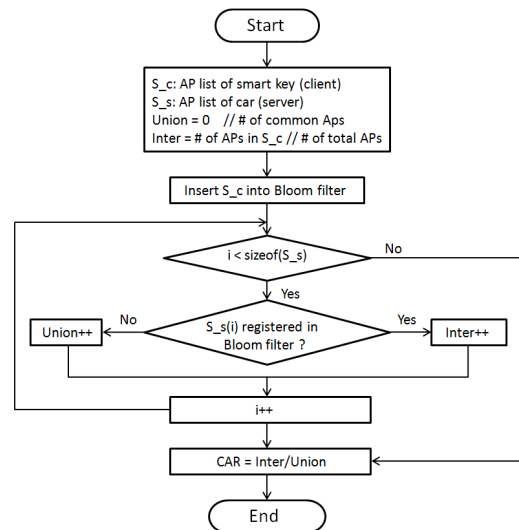 Start
S_c: AP list of smart key (client)
S_s: AP list of car (server)
Union = 0 // # of common Aps
Inter = # of APs in S_c // # of total APs
Insert S_c into Bloom filter
i < sizeof(S_s)
No
Yes
S_s(i) registered in
Bloom filter ?
No
Yes
Union++
Inter++
i++
CAR = Inter/Union
End